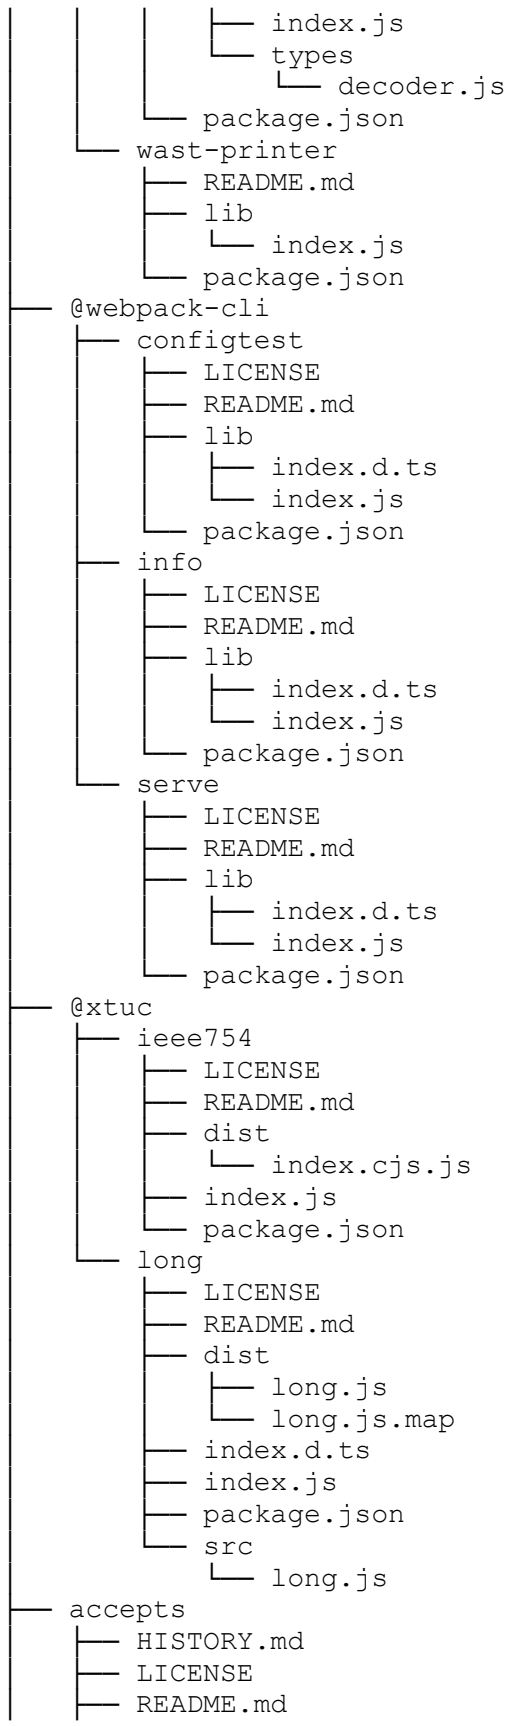 │   │   │   ├── index.js
│   │   │   └── types
│   │   │       └── decoder.js
│   │   └── package.json
│   └── wast-printer
│       ├── README.md
│       ├── lib
│       │   └── index.js
│       └── package.json
├── @webpack-cli
│   ├── configtest
│   │   ├── LICENSE
│   │   ├── README.md
│   │   ├── lib
│   │   │   ├── index.d.ts
│   │   │   └── index.js
│   │   └── package.json
│   ├── info
│   │   ├── LICENSE
│   │   ├── README.md
│   │   ├── lib
│   │   │   ├── index.d.ts
│   │   │   └── index.js
│   │   └── package.json
│   └── serve
│       ├── LICENSE
│       ├── README.md
│       ├── lib
│       │   ├── index.d.ts
│       │   └── index.js
│       └── package.json
├── @xtuc
│   ├── ieee754
│   │   ├── LICENSE
│   │   ├── README.md
│   │   ├── dist
│   │   │   └── index.cjs.js
│   │   ├── index.js
│   │   └── package.json
│   └── long
│       ├── LICENSE
│       ├── README.md
│       ├── dist
│       │   ├── long.js
│       │   └── long.js.map
│       ├── index.d.ts
│       ├── index.js
│       ├── package.json
│       └── src
│           └── long.js
├── accepts
│   ├── HISTORY.md
│   ├── LICENSE
│   ├── README.md